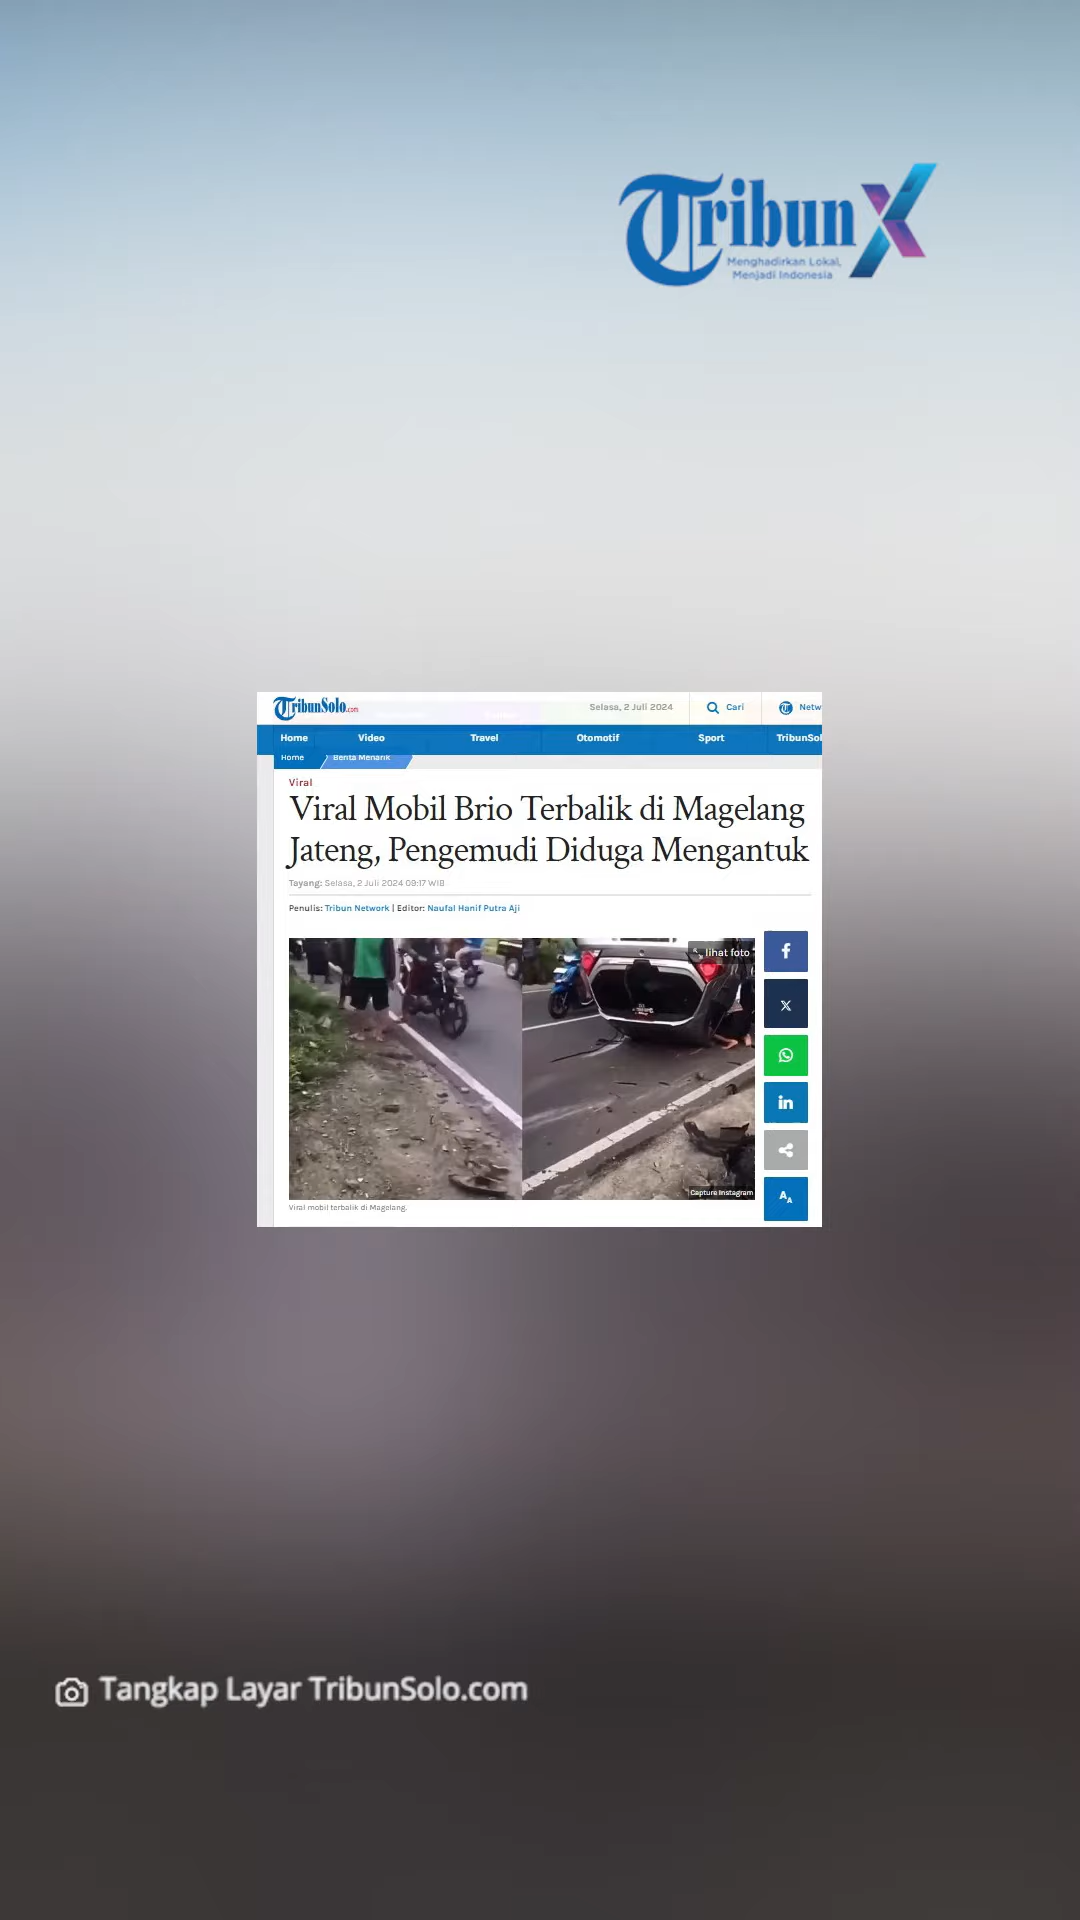 Tribun X
Menghadirkan Lokal,
Menjadi Indonesia
TribunSolo.com
Selasa, 2 Juli 2024
Cari
Netw
Home
Video
Travel
Otomotif
Sport
TribunSol
Home
Berita Menarik
Viral
Viral Mobil Brio Terbalik di Magelang
Jateng, Pengemudi Diduga Mengantuk
Tayang: Selasa, 2 Juli 2024 09:17 WIB
Penulis: Tribun Network | Editor: Naufal Hanif Putra Aji
lihat foto
Capture Instagram
Viral mobil terbalik di Magelang.
Tangkap Layar TribunSolo.com